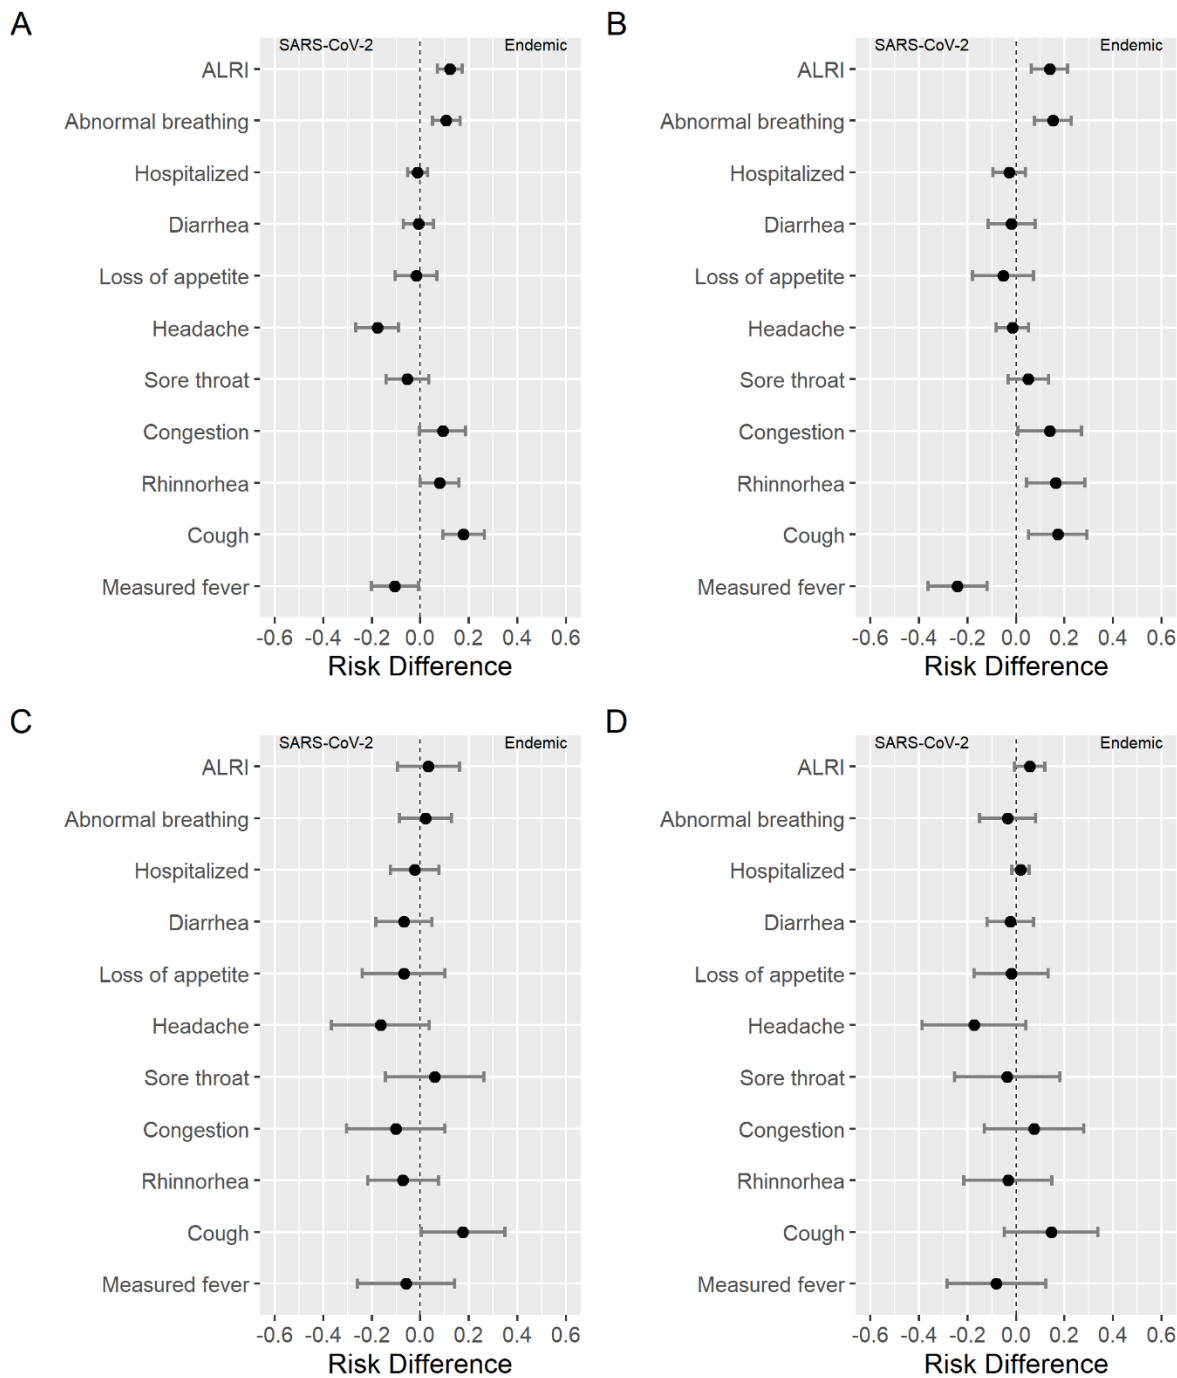 A
SARS-CoV-2 Endemic
ALRI
Abnormal breathing
Hospitalized
Diarrhea
Loss of appetite
Headache
Sore throat
Congestion
Rhinnorhea
Cough
Measured fever
-0.6 -0.4 -0.2 0.0 0.2 0.4 0.6
Risk Difference
B
SARS-CoV-2 Endemic
ALRI
Abnormal breathing
Hospitalized
Diarrhea
Loss of appetite
Headache
Sore throat
Congestion
Rhinnorhea
Cough
Measured fever
-0.6 -0.4 -0.2 0.0 0.2 0.4 0.6
Risk Difference
C
SARS-CoV-2 Endemic
ALRI
Abnormal breathing
Hospitalized
Diarrhea
Loss of appetite
Headache
Sore throat
Congestion
Rhinnorhea
Cough
Measured fever
-0.6 -0.4 -0.2 0.0 0.2 0.4 0.6
Risk Difference
D
SARS-CoV-2 Endemic
ALRI
Abnormal breathing
Hospitalized
Diarrhea
Loss of appetite
Headache
Sore throat
Congestion
Rhinnorhea
Cough
Measured fever
-0.6 -0.4 -0.2 0.0 0.2 0.4 0.6
Risk Difference